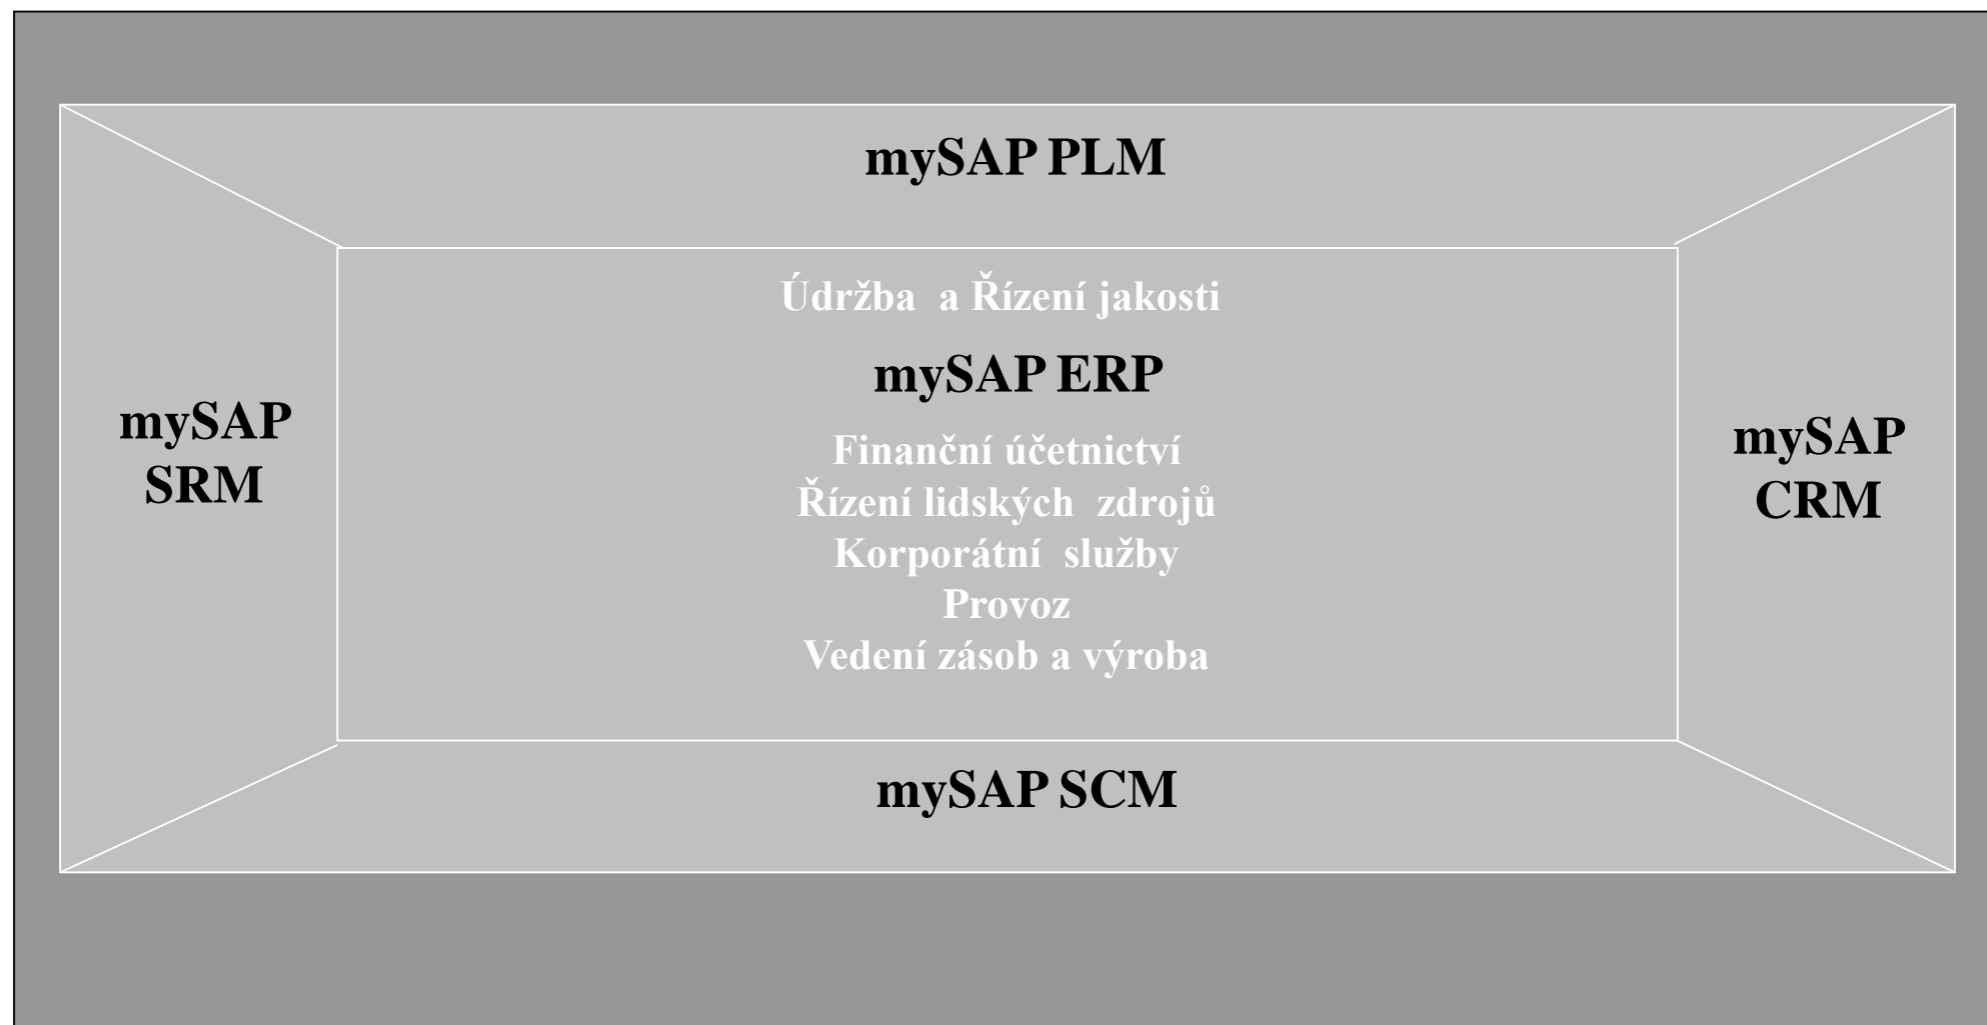 mySAP PLM
Údržba a Řízení jakosti
mySAP ERP
mySAP
SRM
Finanční účetnictví
Řízení lidských zdrojů
Korporátní služby
Provoz
Vedení zásob a výroba
mySAP
CRM
mySAP SCM